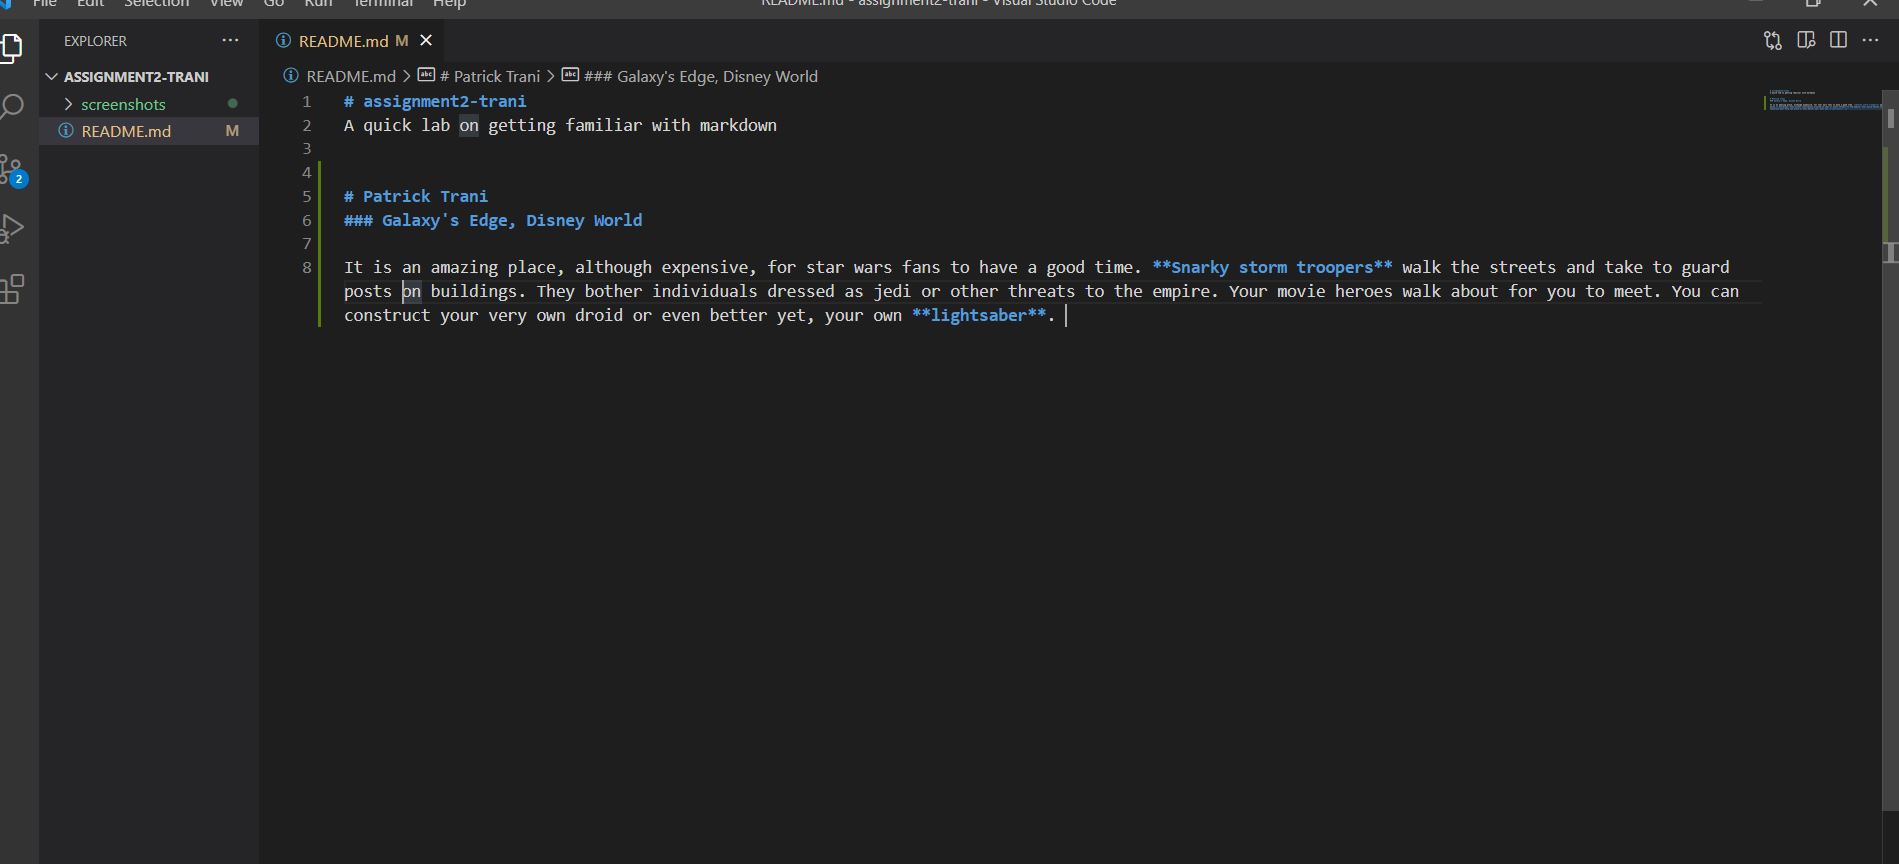 File Edit Selection View Go Run Terminal Help
README.md - assignment2-trani - Visual Studio Code
EXPLORER
ASSIGNMENT2-TRANI
screenshots
README.md M
2
README.md M
README.md > # Patrick Trani > ### Galaxy's Edge, Disney World
1 # assignment2-trani
2 A quick lab on getting familiar with markdown
3
4
5 # Patrick Trani
6 ### Galaxy's Edge, Disney World
7
8 It is an amazing place, although expensive, for star wars fans to have a good time. **Snarky storm troopers** walk the streets and take to guard
posts on buildings. They bother individuals dressed as jedi or other threats to the empire. Your movie heroes walk about for you to meet. You can
construct your very own droid or even better yet, your own **lightsaber**.